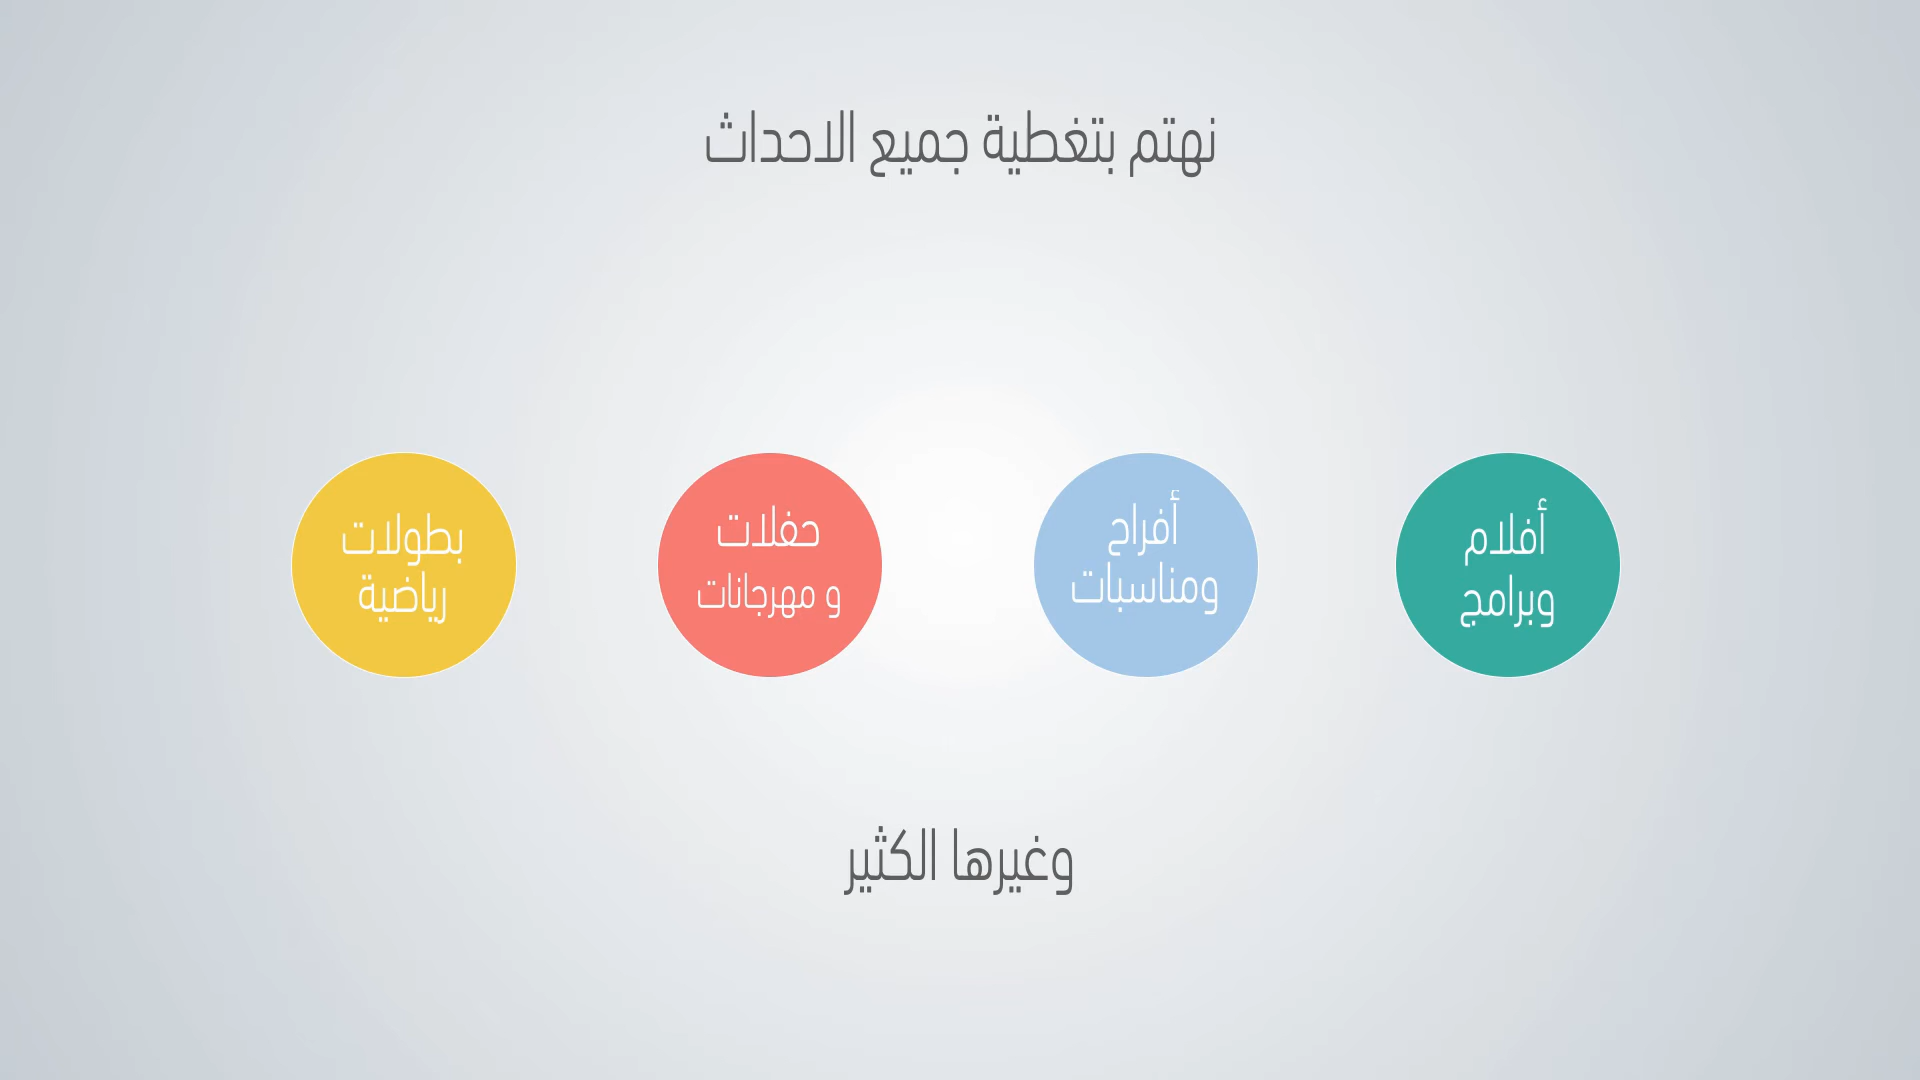 نهتم بتغطية جميع الاحداث
أفلام
وبرامج
أفراح
ومناسبات
حفلات
و مهرجانات
بطولات
رياضية
وغيرها الكثير